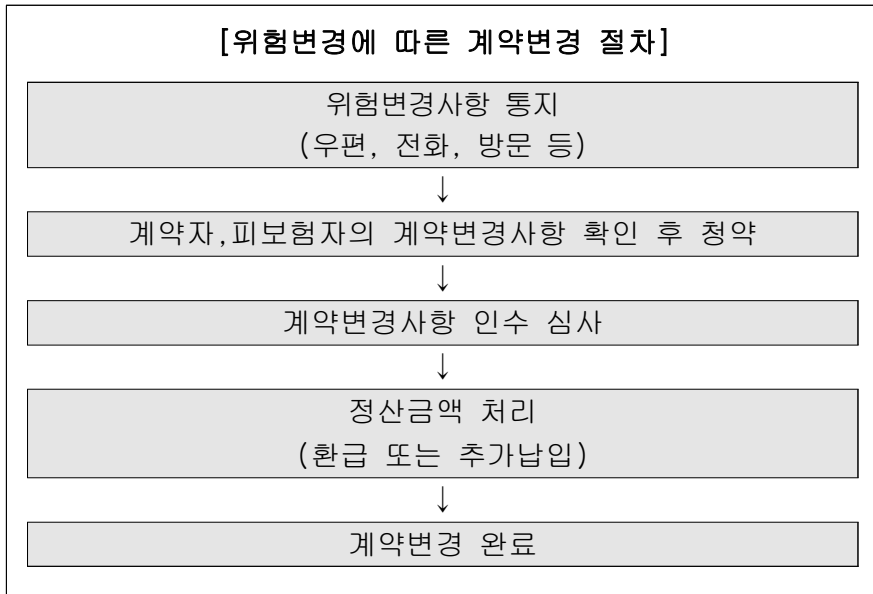 [위험변경에 따른 계약변경 절차]
위험변경사항 통지
(우편, 전화, 방문 등)
↓
계약자,피보험자의 계약변경사항 확인 후 청약
↓
계약변경사항 인수 심사
↓
정산금액 처리
(환급 또는 추가납입)
↓
계약변경 완료